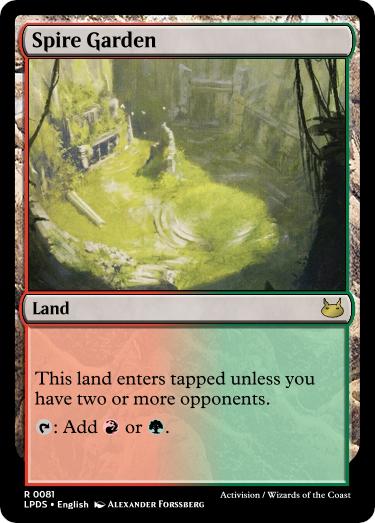 Spire Garden
Land
This land enters tapped unless you
have two or more opponents.
: Add or .
R 0081
LPDS • English ALEXANDER FORSSBERG
Activision / Wizards of the Coast